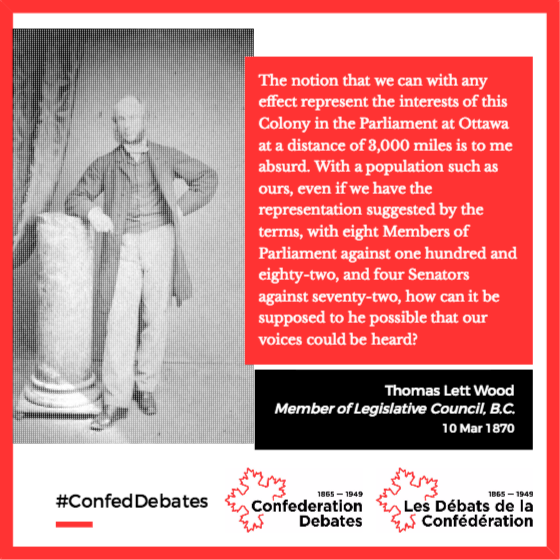 The notion that we can with any
effect represent the interests of this
Colony in the Parliament at Ottawa
at a distance of 3,000 miles is to me
absurd. With a population such as
ours, even if we have the
representation suggested by the
terms, with eight Members of
Parliament against one hundred and
eighty-two, and four Senators
against seventy-two, how can it be
supposed to he possible that our
voices could be heard?
Thomas Lett Wood
Member of Legislative Council, B.C.
10 Mar 1870
#ConfedDebates
1865 — 1949
Confederation
Debates
1865 — 1949
Les Débats de la
Confédération